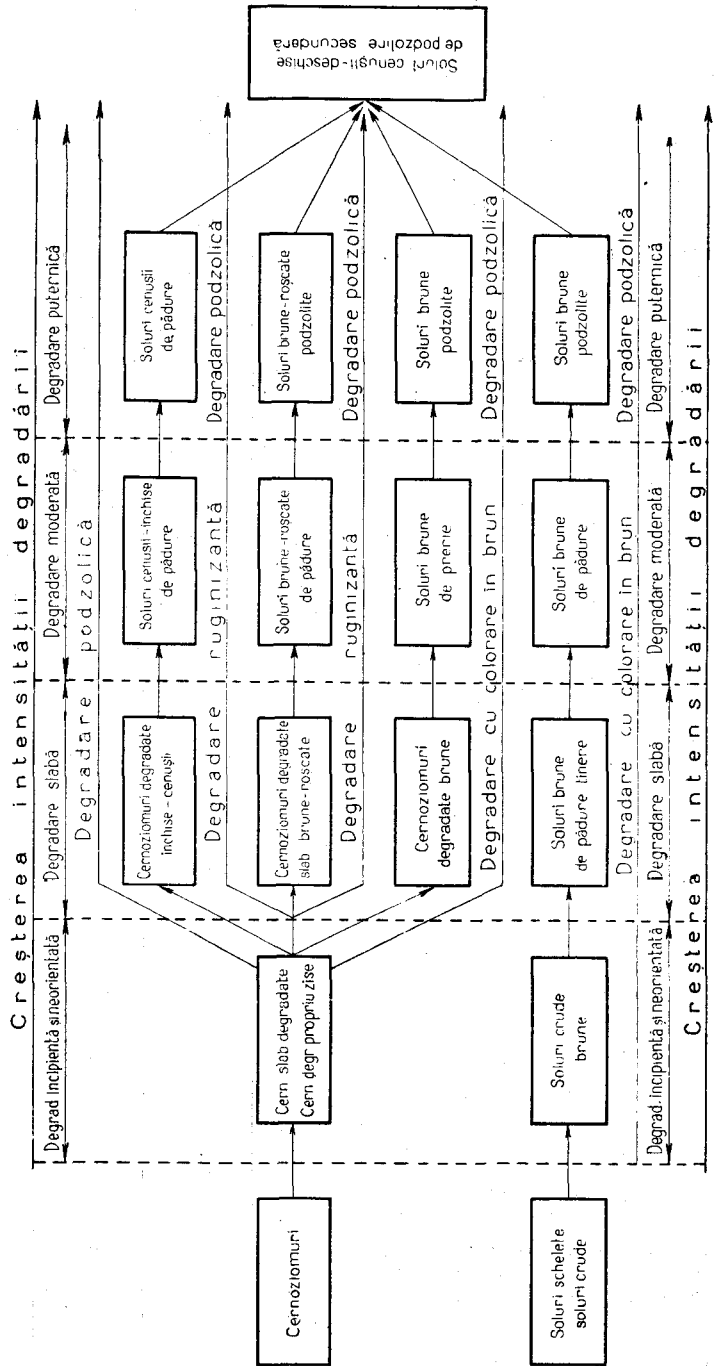 Creșterea intensității degradării
Degrad incipientă și neorientată
Degradare slabă
Degradare moderată
Degradare puternică
Degradare podzolică
Cernoziomuri degradate
închise - cenușii
Soluri cenușii-închise
de pădure
Soluri cenușii
de pădure
Degradare podzolică
Degradare ruginizantă
Cernoziomuri
Cern slab degradate
Cern degr propriu zise
Cernoziomuri degradate
slab brune-roșcate
Soluri brune-roșcate
de pădure
Soluri brune-roșcate
podzolite
Soluri cenușii-deschise
de podzolire secundară
Degradare ruginizantă
Degradare podzolică
Cernoziomuri
degradate brune
Soluri brune
de prerie
Soluri brune
podzolite
Degradare cu colorare în brun
Degradare podzolică
Soluri schelete
soluri crude
Soluri crude
brune
Soluri brune
de pădure tinere
Soluri brune
de pădure
Soluri brune
podzolite
Degradare cu colorare în brun
Degradare podzolică
Degrad. incipientă și neorientată
Degradare slabă
Degradare moderată
Degradare puternică
Creșterea intensității degradării